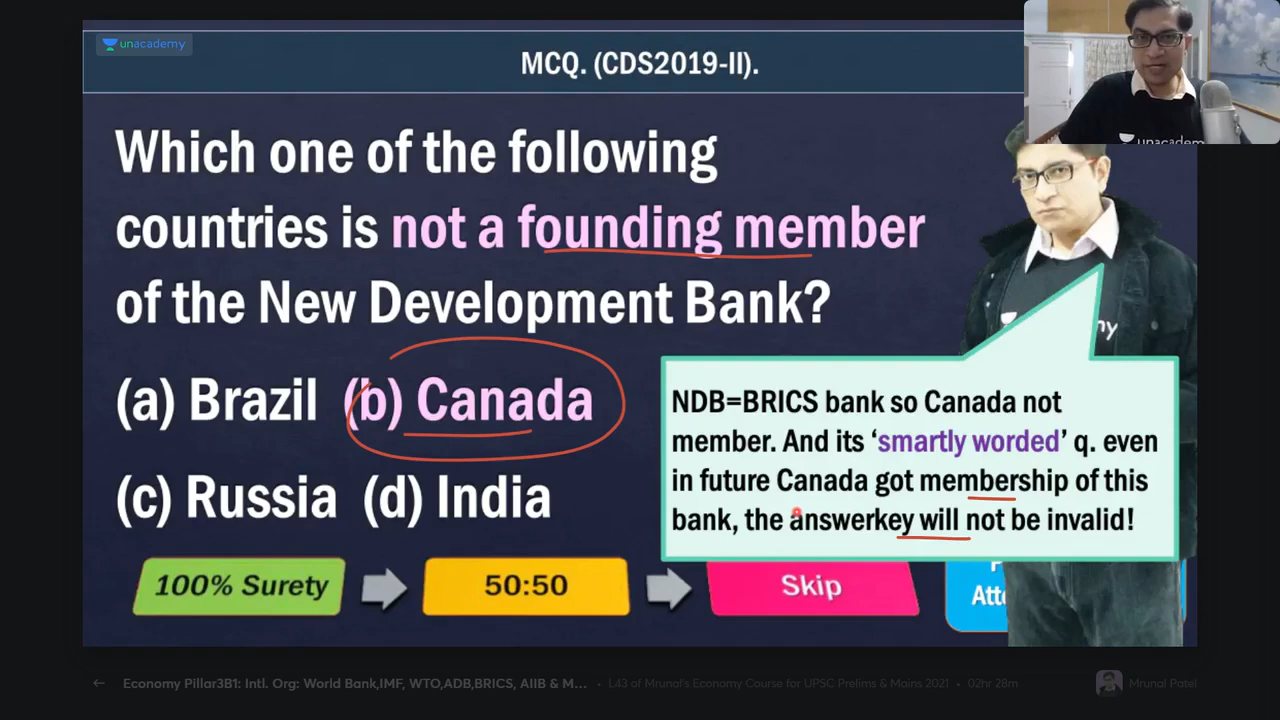 unacademy
MCQ. (CDS2019-II).
unacademy
Which one of the following
countries is not a founding member
of the New Development Bank?
(a) Brazil (b) Canada
(c) Russia (d) India
NDB=BRICS bank so Canada not
member. And its ‘smartly worded’ q. even
in future Canada got membership of this
bank, the answerkey will not be invalid!
100% Surety
50:50
Skip
Economy Pillar3B1: Intl. Org: World Bank,IMF, WTO,ADB,BRICS, AIIB & M... • L43 of Mrunal's Economy Course for UPSC Prelims & Mains 2021 • 02hr 28m
Mrunal Patel